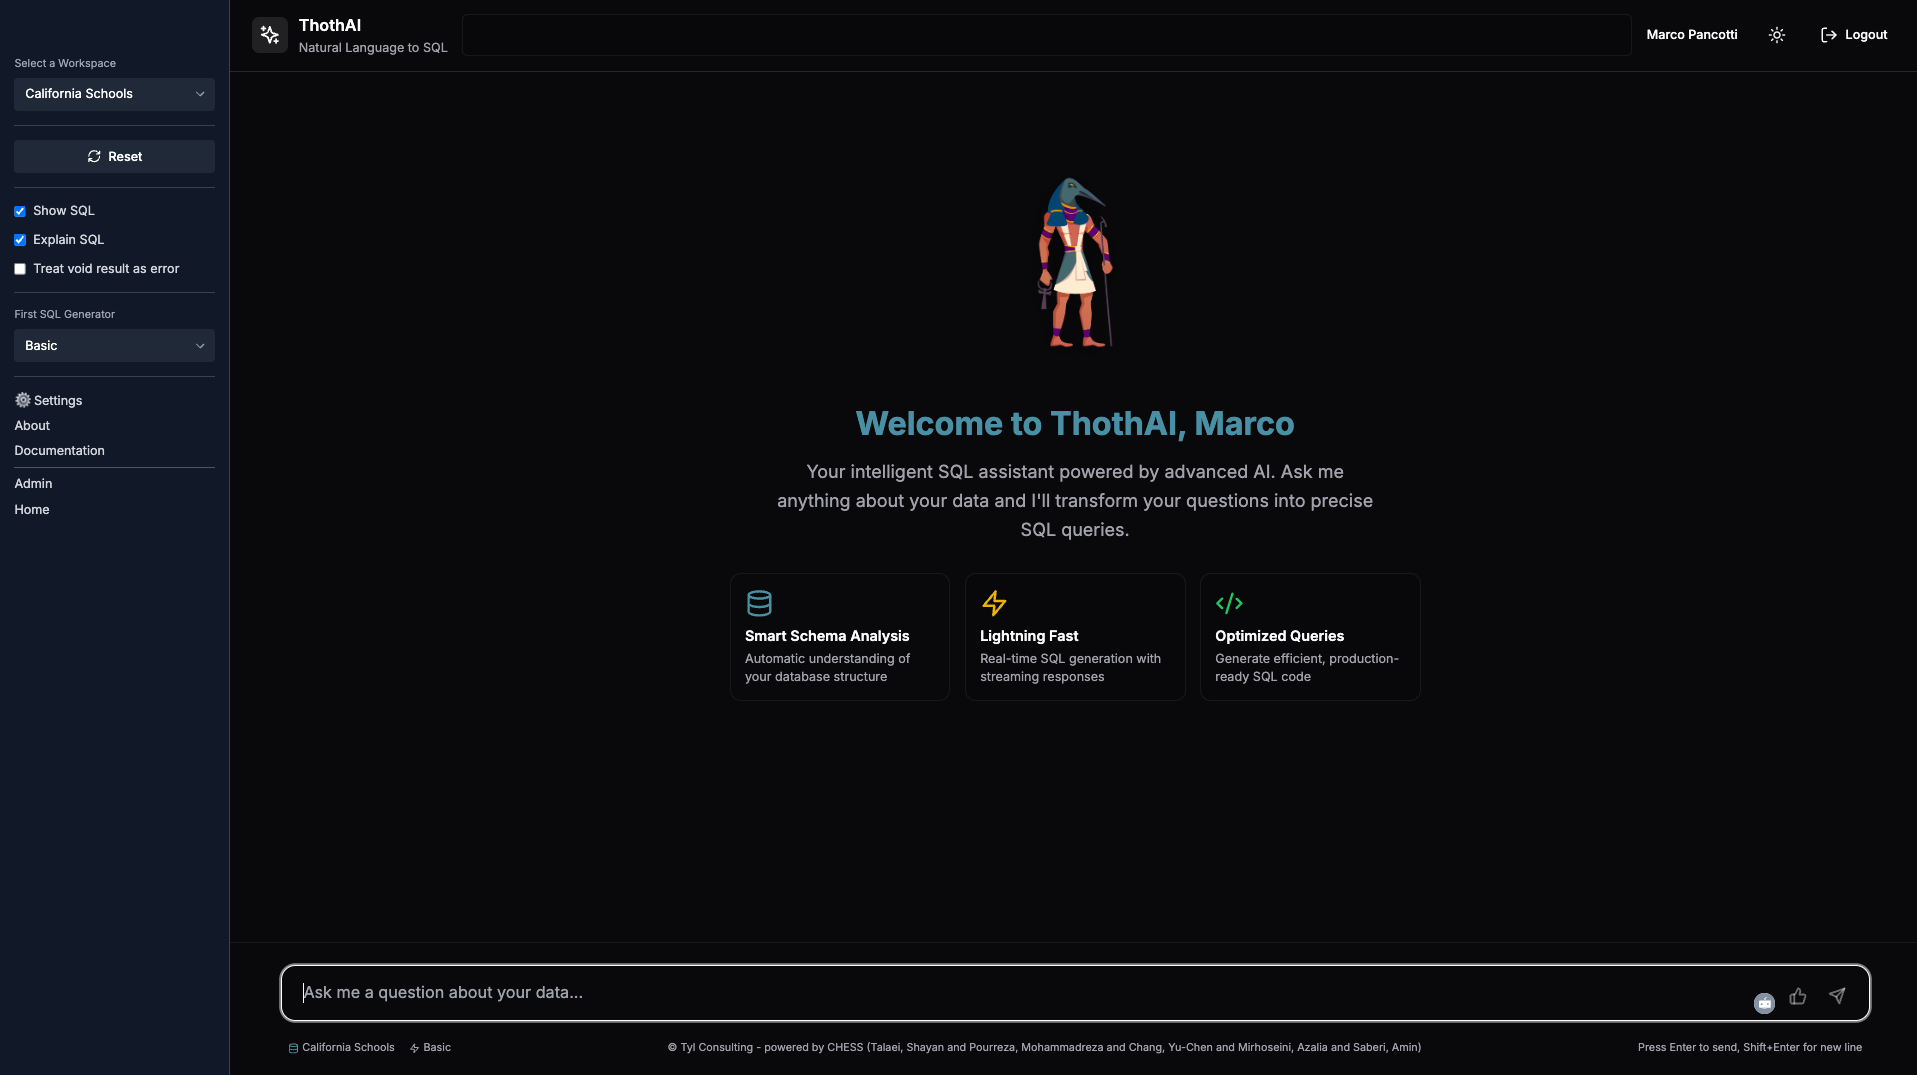 Select a Workspace
California Schools
Reset
Show SQL
Explain SQL
Treat void result as error
First SQL Generator
Basic
Settings
About
Documentation
Admin
Home
ThothAI
Natural Language to SQL
Marco Pancotti
Logout
Welcome to ThothAI, Marco
Your intelligent SQL assistant powered by advanced AI. Ask me
anything about your data and I'll transform your questions into precise
SQL queries.
Smart Schema Analysis
Automatic understanding of
your database structure
Lightning Fast
Real-time SQL generation with
streaming responses
Optimized Queries
Generate efficient, production-
ready SQL code
Ask me a question about your data...
California Schools Basic
© Tyl Consulting - powered by CHESS (Talaei, Shayan and Pourreza, Mohammadreza and Chang, Yu-Chen and Mirhoseini, Azalia and Saberi, Amin)
Press Enter to send, Shift+Enter for new line